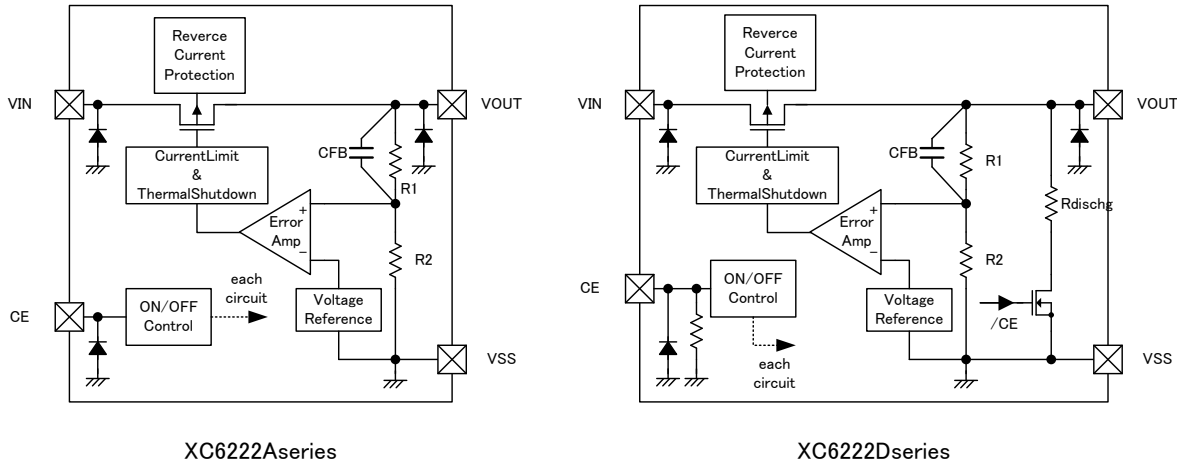 Reverce
Current
Protection
VIN
VOUT
CFB
R1
CurrentLimit
&
ThermalShutdown
+
Error
Amp
−
R2
each
circuit
CE
ON/OFF
Control
Voltage
Reference
VSS
XC6222Aseries
Reverce
Current
Protection
VIN
VOUT
CFB
R1
CurrentLimit
&
ThermalShutdown
Rdischg
+
Error
Amp
−
R2
CE
ON/OFF
Control
Voltage
Reference
/CE
each
circuit
VSS
XC6222Dseries